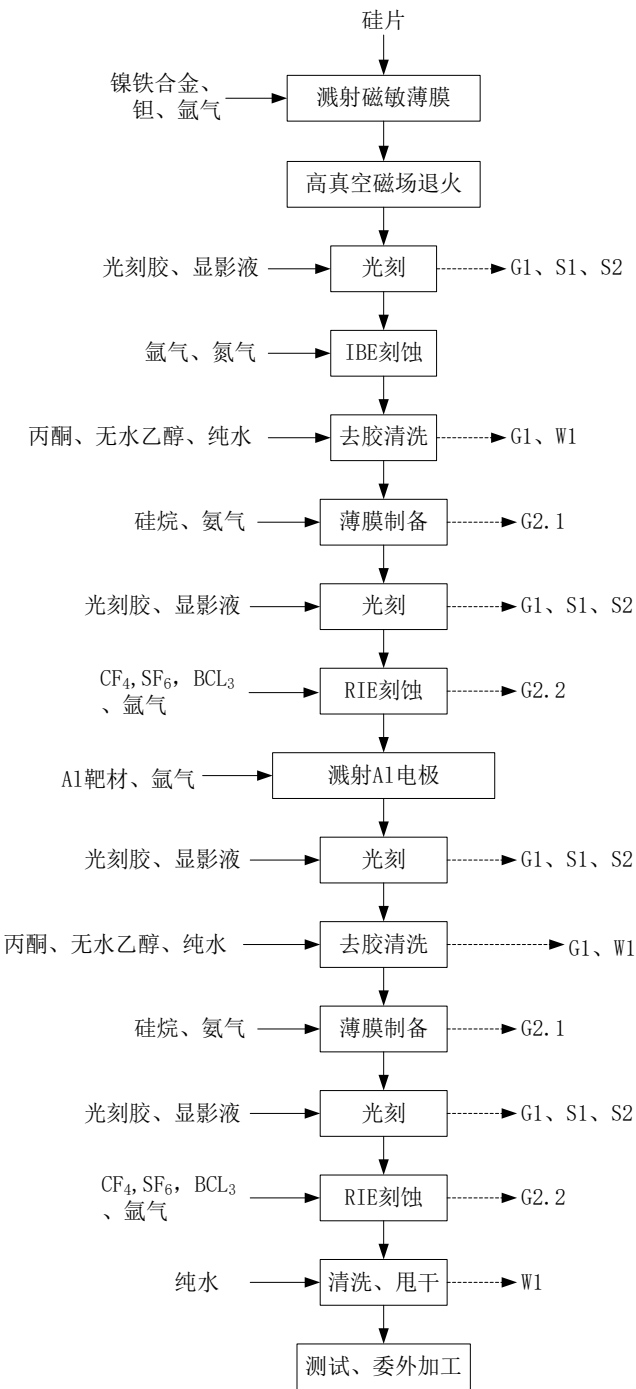 硅片
镍铁合金、
钽、氩气
溅射磁敏薄膜
高真空磁场退火
光刻胶、显影液
光刻
G1、S1、S2
氩气、氮气
IBE刻蚀
丙酮、无水乙醇、纯水
去胶清洗
G1、W1
硅烷、氨气
薄膜制备
G2.1
光刻胶、显影液
光刻
G1、S1、S2
CF₄,SF₆, BCL₃
、氩气
RIE刻蚀
G2.2
Al靶材、氩气
溅射Al电极
光刻胶、显影液
光刻
G1、S1、S2
丙酮、无水乙醇、纯水
去胶清洗
G1、W1
硅烷、氨气
薄膜制备
G2.1
光刻胶、显影液
光刻
G1、S1、S2
CF₄,SF₆, BCL₃
、氩气
RIE刻蚀
G2.2
纯水
清洗、甩干
W1
测试、委外加工